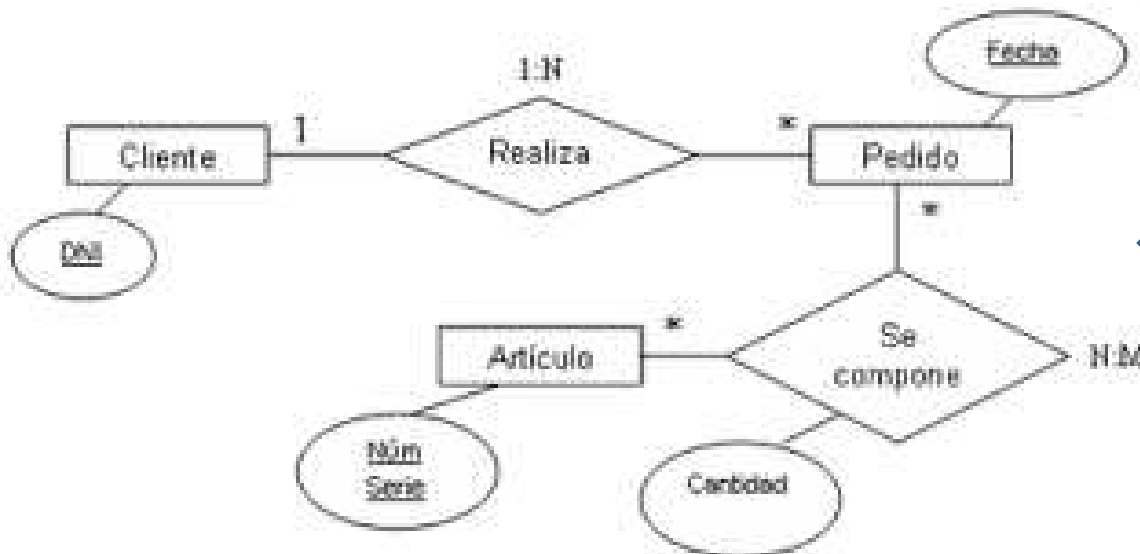 Fecha
1:N
Cliente
1
Realiza
*
Pedido
*
DNI
Artículo
*
Se
compone
N:M
Núm
Serie
Cantidad